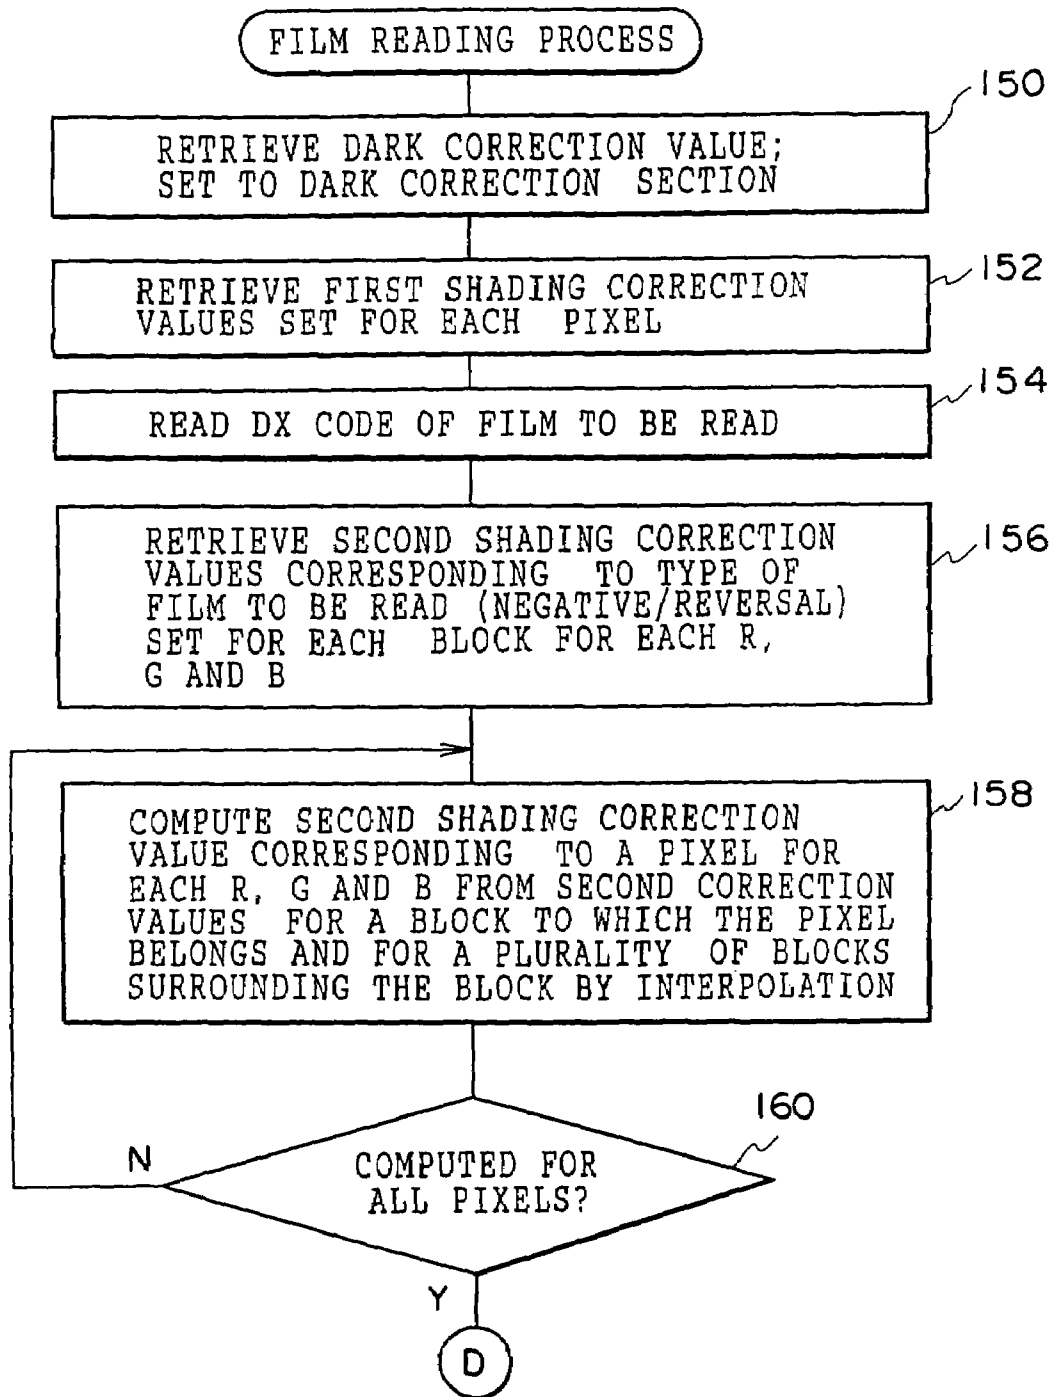 FILM READING PROCESS
150
RETRIEVE DARK CORRECTION VALUE;
SET TO DARK CORRECTION SECTION
152
RETRIEVE FIRST SHADING CORRECTION
VALUES SET FOR EACH PIXEL
154
READ DX CODE OF FILM TO BE READ
156
RETRIEVE SECOND SHADING CORRECTION
VALUES CORRESPONDING TO TYPE OF
FILM TO BE READ (NEGATIVE/REVERSAL)
SET FOR EACH BLOCK FOR EACH R,
G AND B
158
COMPUTE SECOND SHADING CORRECTION
VALUE CORRESPONDING TO A PIXEL FOR
EACH R, G AND B FROM SECOND CORRECTION
VALUES FOR A BLOCK TO WHICH THE PIXEL
BELONGS AND FOR A PLURALITY OF BLOCKS
SURROUNDING THE BLOCK BY INTERPOLATION
160
N
COMPUTED FOR
ALL PIXELS?
Y
D